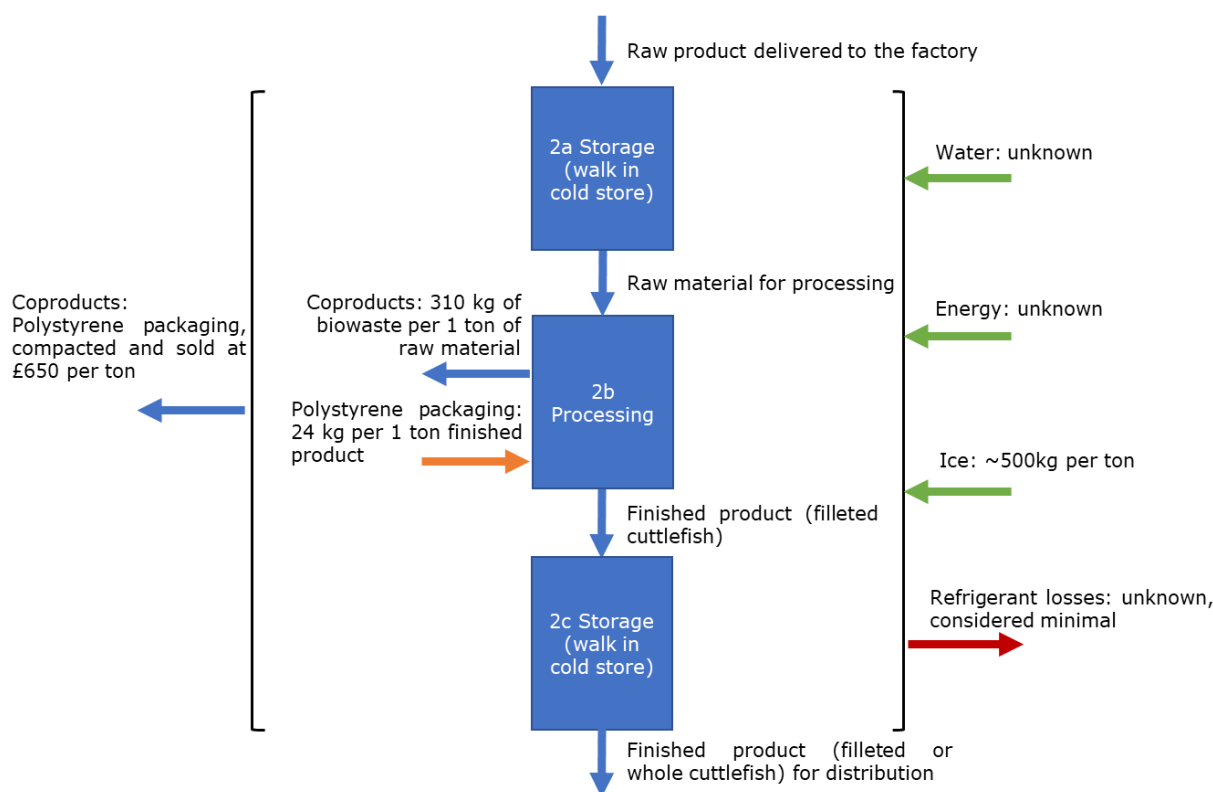 Raw product delivered to the factory
2a Storage
(walk in
cold store)
Water: unknown
Raw material for processing
Coproducts:
Polystyrene packaging,
compacted and sold at
£650 per ton
Coproducts: 310 kg of
biowaste per 1 ton of
raw material
Energy: unknown
2b
Processing
Polystyrene packaging:
24 kg per 1 ton finished
product
Ice: ~500kg per ton
Finished product (filleted
cuttlefish)
2c Storage
(walk in
cold store)
Refrigerant losses: unknown,
considered minimal
Finished product (filleted or
whole cuttlefish) for distribution